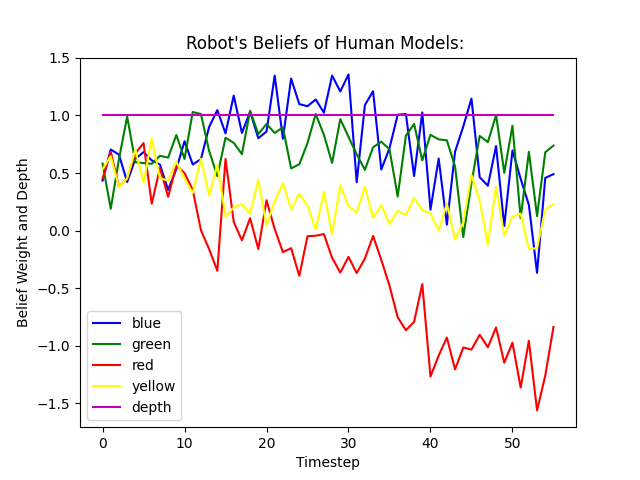 Robot's Beliefs of Human Models:
Belief Weight and Depth
1.5
1.0
0.5
0.0
−0.5
−1.0
−1.5
blue
green
red
yellow
depth
0 10 20 30 40 50
Timestep